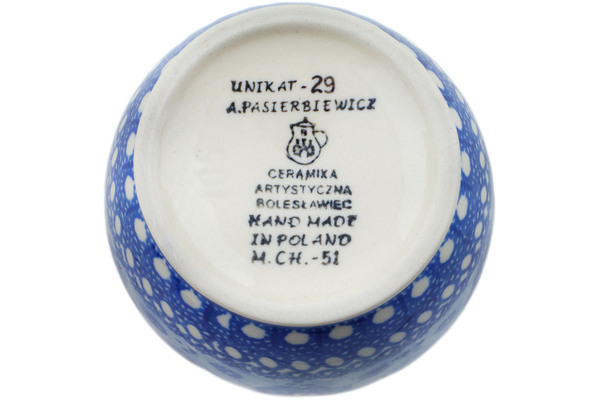 UNIKAT - 29
A.PASIERBIEWICZ
CERAMIKA
ARTYSTYCZNA
BOLESŁAWIEC
HAND MADE
IN POLAND
M.CH.-51